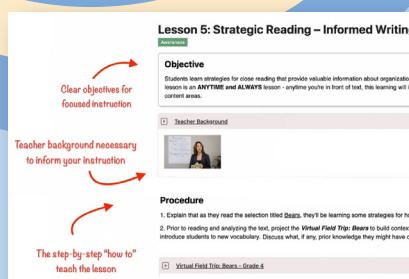 Lesson 5: Strategic Reading – Informed Writing
Awareness
Objective
Students learn strategies for close reading that provide valuable information about organizatio
lesson is an ANYTIME and ALWAYS lesson - anytime you're in front of text, this learning will i
content areas.
Clear objectives for
focused instruction
Teacher Background
Teacher background necessary
to inform your instruction
Procedure
1. Explain that as they read the selection titled Bears, they'll be learning some strategies for h
2. Prior to reading and analyzing the text, project the Virtual Field Trip: Bears to build context
introduce students to new vocabulary. Discuss what, if any, prior knowledge they might have c
The step-by-step "how to"
teach the lesson
Virtual Field Trip: Bears - Grade 4